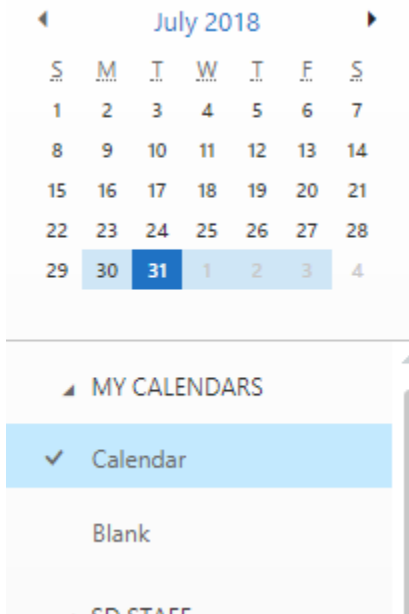 July 2018
S M T W T F S
1 2 3 4 5 6 7
8 9 10 11 12 13 14
15 16 17 18 19 20 21
22 23 24 25 26 27 28
29 30 31 1 2 3 4
MY CALENDARS
Calendar
Blank
SD STAFF